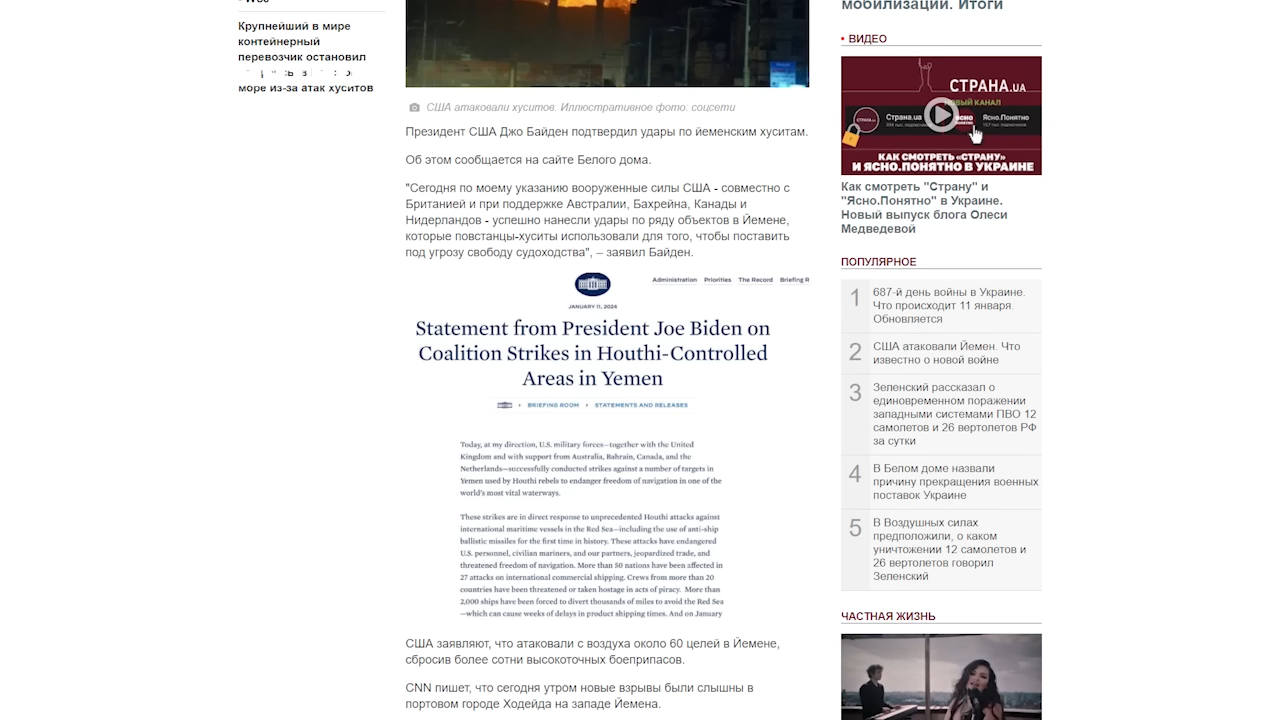 Крупнейший в мире
контейнерный
перевозчик остановил
море из-за атак хуситов
США атаковали хуситов. Иллюстративное фото: соцсети
Президент США Джо Байден подтвердил удары по йеменским хуситам.
Об этом сообщается на сайте Белого дома.
"Сегодня по моему указанию вооруженные силы США - совместно с
Британией и при поддержке Австралии, Бахрейна, Канады и
Нидерландов - успешно нанесли удары по ряду объектов в Йемене,
которые повстанцы-хуситы использовали для того, чтобы поставить
под угрозу свободу судоходства", – заявил Байден.
Administration Priorities The Record Briefing R
JANUARY 11, 2024
Statement from President Joe Biden on
Coalition Strikes in Houthi-Controlled
Areas in Yemen
BRIEFING ROOM › STATEMENTS AND RELEASES
Today, at my direction, U.S. military forces—together with the United
Kingdom and with support from Australia, Bahrain, Canada, and the
Netherlands—successfully conducted strikes against a number of targets in
Yemen used by Houthi rebels to endanger freedom of navigation in one of the
world's most vital waterways.
These strikes are in direct response to unprecedented Houthi attacks against
international maritime vessels in the Red Sea—including the use of anti-ship
ballistic missiles for the first time in history. These attacks have endangered
U.S. personnel, civilian mariners, and our partners, jeopardized trade, and
threatened freedom of navigation. More than 50 nations have been affected in
27 attacks on international commercial shipping. Crews from more than 20
countries have been threatened or taken hostage in acts of piracy. More than
2,000 ships have been forced to divert thousands of miles to avoid the Red Sea
—which can cause weeks of delays in product shipping times. And on January
США заявляют, что атаковали с воздуха около 60 целей в Йемене,
сбросив более сотни высокоточных боеприпасов.
CNN пишет, что сегодня утром новые взрывы были слышны в
портовом городе Ходейда на западе Йемена.
мобилизации. Итоги
• ВИДЕО
СТРАНА.UA
НОВЫЙ КАНАЛ
Страна.ua
Ясно.Понятно
КАК СМОТРЕТЬ «СТРАНУ»
И ЯСНО.ПОНЯТНО В УКРАИНЕ
Как смотреть "Страну" и
"Ясно.Понятно" в Украине.
Новый выпуск блога Олеси
Медведевой
ПОПУЛЯРНОЕ
1 687-й день войны в Украине.
Что происходит 11 января.
Обновляется
2 США атаковали Йемен. Что
известно о новой войне
3 Зеленский рассказал о
единовременном поражении
западными системами ПВО 12
самолетов и 26 вертолетов РФ
за сутки
4 В Белом доме назвали
причину прекращения военных
поставок Украине
5 В Воздушных силах
предположили, о каком
уничтожении 12 самолетов и
26 вертолетов говорил
Зеленский
ЧАСТНАЯ ЖИЗНЬ